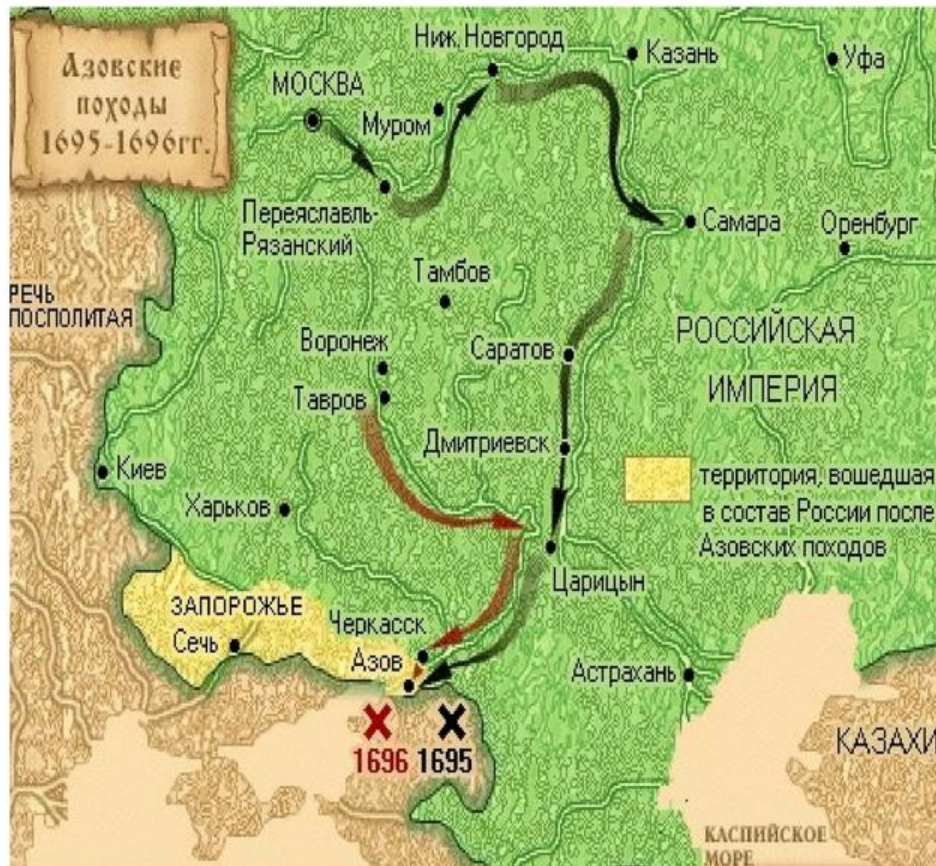 Азовские
походы
1695-1696гг.
Ниж. Новгород
Казань
Уфа
МОСКВА
Муром
Переяславль-
Рязанский
Самара
Оренбург
Тамбов
РЕЧЬ
ПОСПОЛИТАЯ
Воронеж
Саратов
РОССИЙСКАЯ
ИМПЕРИЯ
Тавров
Дмитриевск
Киев
территория, вошедшая
в состав России после
Азовских походов
Харьков
Царицын
ЗАПОРОЖЬЕ
Сечь
Черкасск
Азов
Астрахань
1696 1695
КАЗАХИ
КАСПИЙСКОЕ
МОРЕ